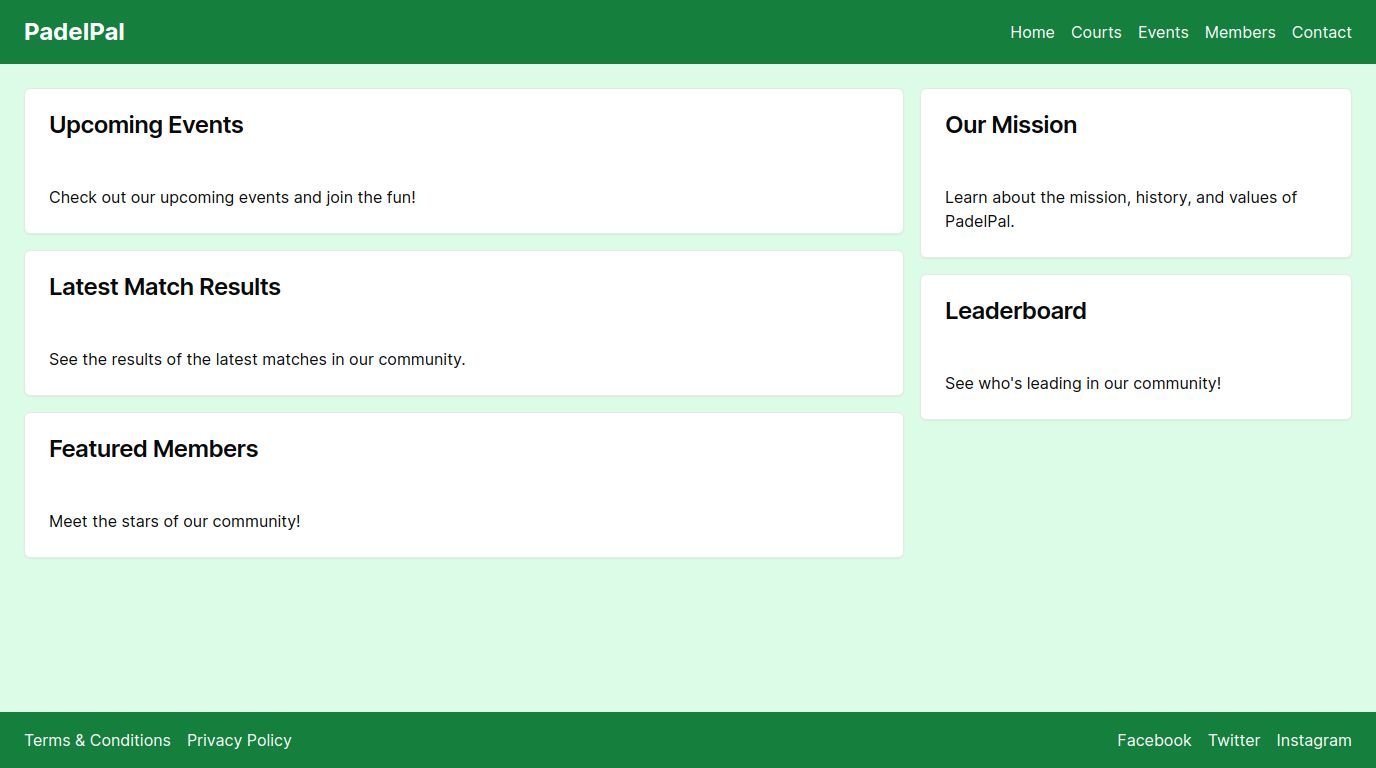 PadelPal
Home Courts Events Members Contact
Upcoming Events
Check out our upcoming events and join the fun!
Latest Match Results
See the results of the latest matches in our community.
Featured Members
Meet the stars of our community!
Our Mission
Learn about the mission, history, and values of
PadelPal.
Leaderboard
See who's leading in our community!
Terms & Conditions Privacy Policy
Facebook Twitter Instagram